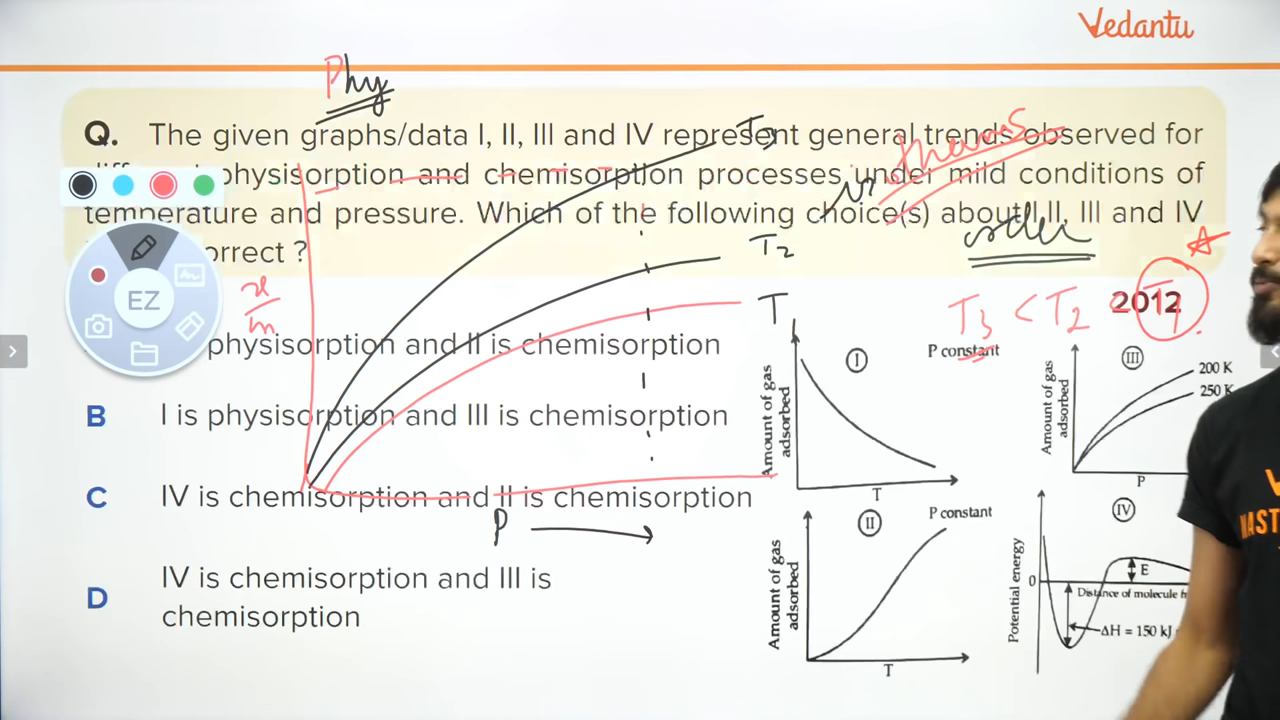 Vedantu
Phy
Q. The given graphs/data I, II, III and IV represent general trends observed for
physisorption and chemisorption processes under mild conditions of
temperature and pressure. Which of the following choice(s) about I, II, III and IV
orrect ?
T3
T2
T1
order
T3 < T2 < T1
2012
EZ
x/m
physisorption and II is chemisorption
B I is physisorption and III is chemisorption
C IV is chemisorption and II is chemisorption
P
D IV is chemisorption and III is
chemisorption
Amount of gas
adsorbed
I
P constant
T
Amount of gas
adsorbed
II
P constant
T
Amount of gas
adsorbed
III
200 K
250 K
P
Potential energy
IV
0
E
Distance of molecule
ΔH = 150 kJ
MAST